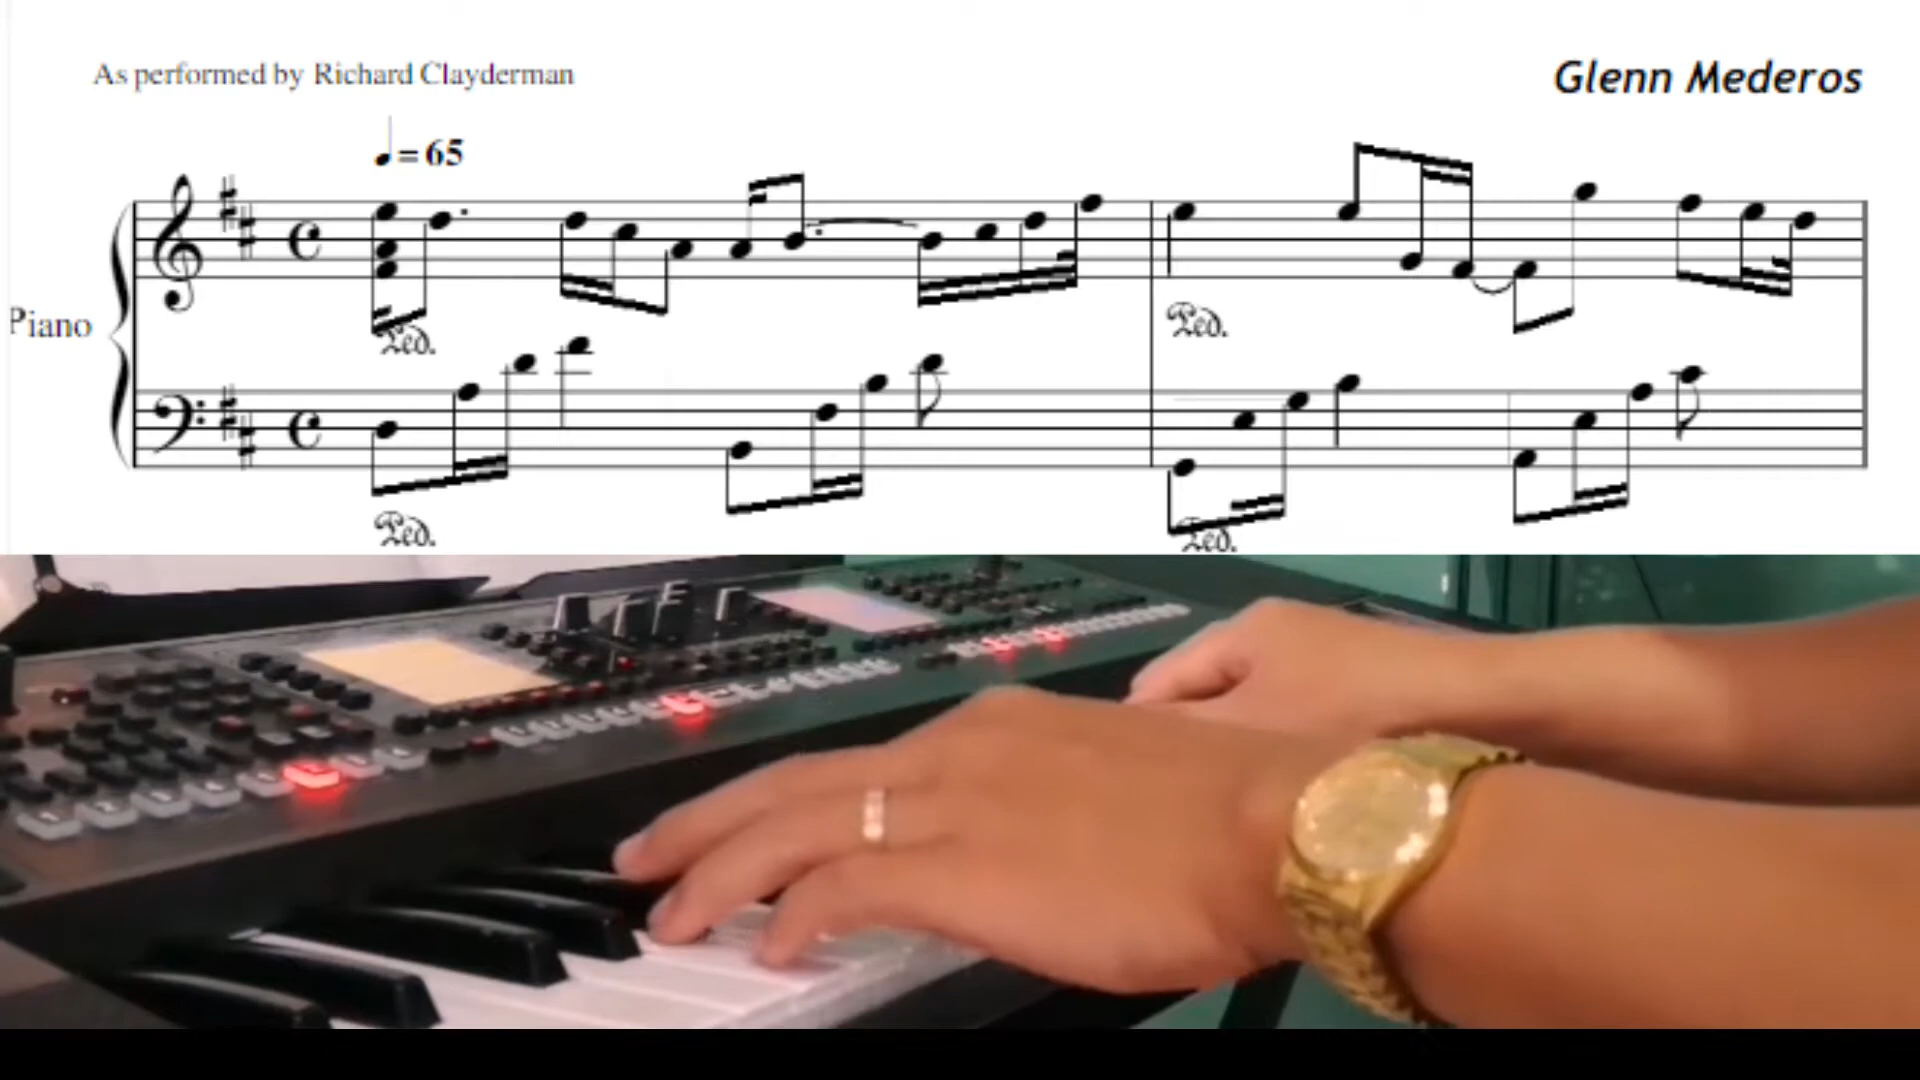 As performed by Richard Clayderman
Glenn Mederos
= 65
Piano
Ped.
Ped.
Ped.
Ped.